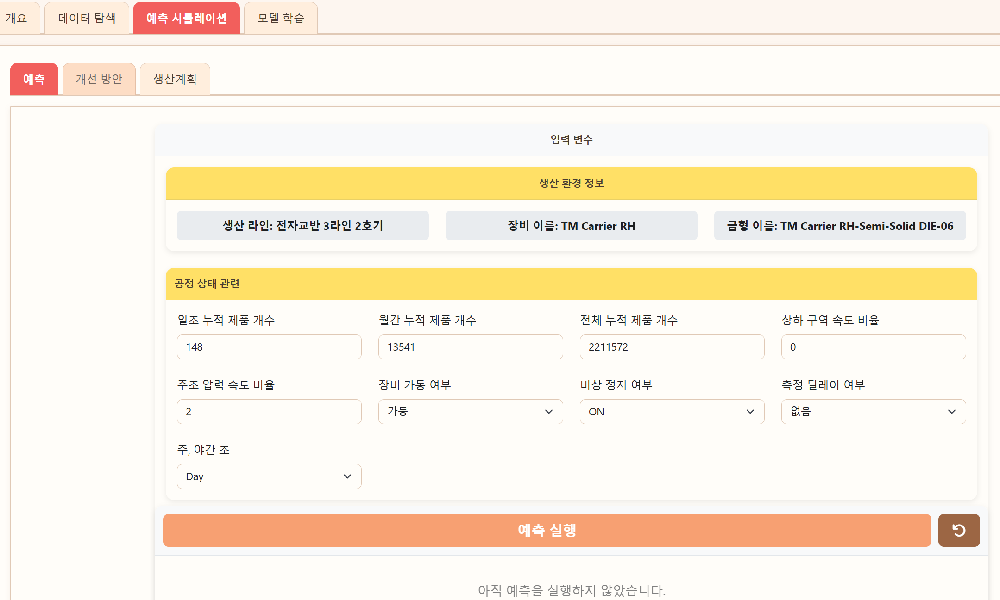 개요
데이터 탐색
예측 시뮬레이션
모델 학습
예측
개선 방안
생산계획
입력 변수
생산 환경 정보
생산 라인: 전자교반 3라인 2호기
장비 이름: TM Carrier RH
금형 이름: TM Carrier RH-Semi-Solid DIE-06
공정 상태 관련
일조 누적 제품 개수
월간 누적 제품 개수
전체 누적 제품 개수
상하 구역 속도 비율
148
13541
2211572
0
주조 압력 속도 비율
장비 가동 여부
비상 정지 여부
측정 딜레이 여부
2
가동
ON
없음
주, 야간 조
Day
예측 실행
아직 예측을 실행하지 않았습니다.